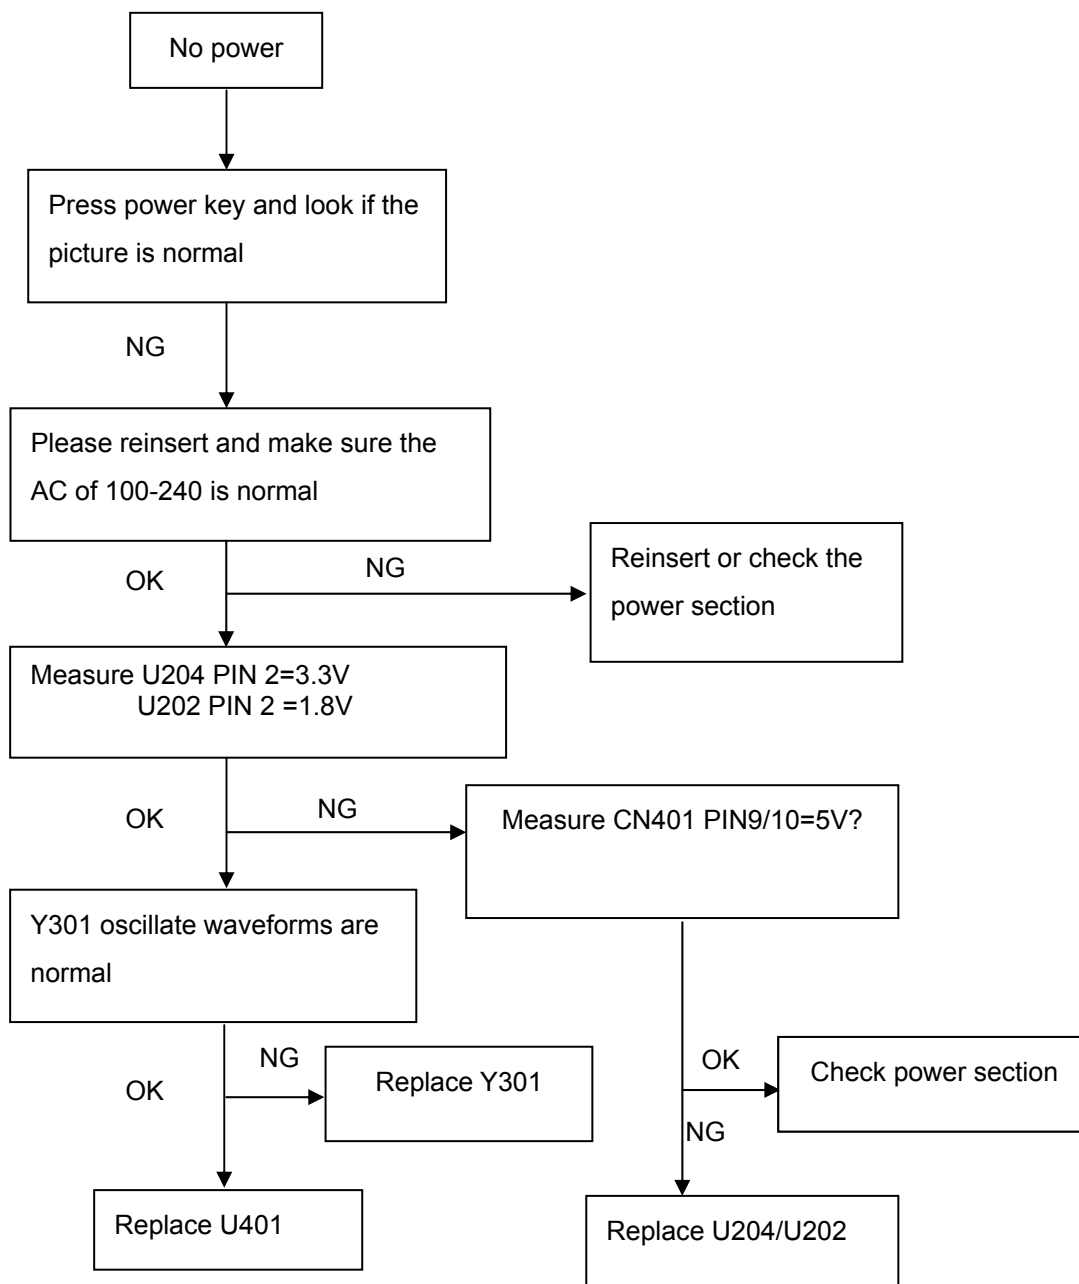 No power
Press power key and look if the
picture is normal
NG
Please reinsert and make sure the
AC of 100-240 is normal
OK
NG
Reinsert or check the
power section
Measure U204 PIN 2=3.3V
U202 PIN 2 =1.8V
OK
NG
Measure CN401 PIN9/10=5V?
Y301 oscillate waveforms are
normal
OK
NG
Replace Y301
OK
Check power section
NG
Replace U401
Replace U204/U202